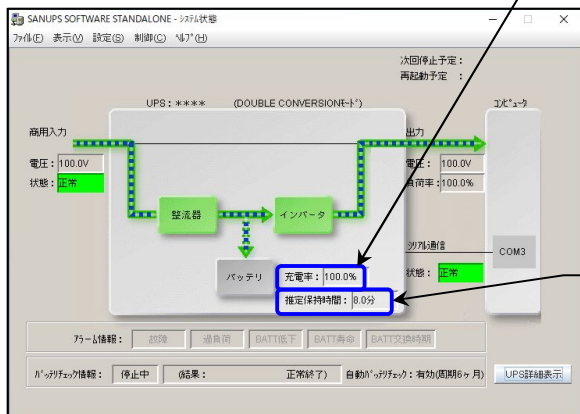 SANUPS SOFTWARE STANDALONE - ｼｽﾃﾑ状態
ﾌｧｲﾙ(F) 表示(V) 設定(S) 制御(C) ﾍﾙﾌﾟ(H)
次回停止予定 :
再起動予定 :
UPS : **** (DOUBLE CONVERSIONﾓｰﾄﾞ)
ｺﾝﾋﾟｭｰﾀ
商用入力
出力
電圧 : 100.0V
電圧 : 100.0V
状態 : 正常
負荷率 : 100.0%
整流器
インバータ
ｼﾘｱﾙ通信
COM3
バッテリ
充電率 : 100.0%
状態 : 正常
推定保持時間 : 8.0分
ｱﾗｰﾑ情報 : 故障 過負荷 BATT低下 BATT寿命 BATT交換時期
ﾊﾞｯﾃﾘﾁｪｯｸ情報 : 停止中 (結果 : 正常終了) 自動ﾊﾞｯﾃﾘﾁｪｯｸ : 有効(周期6ヶ月) UPS詳細表示